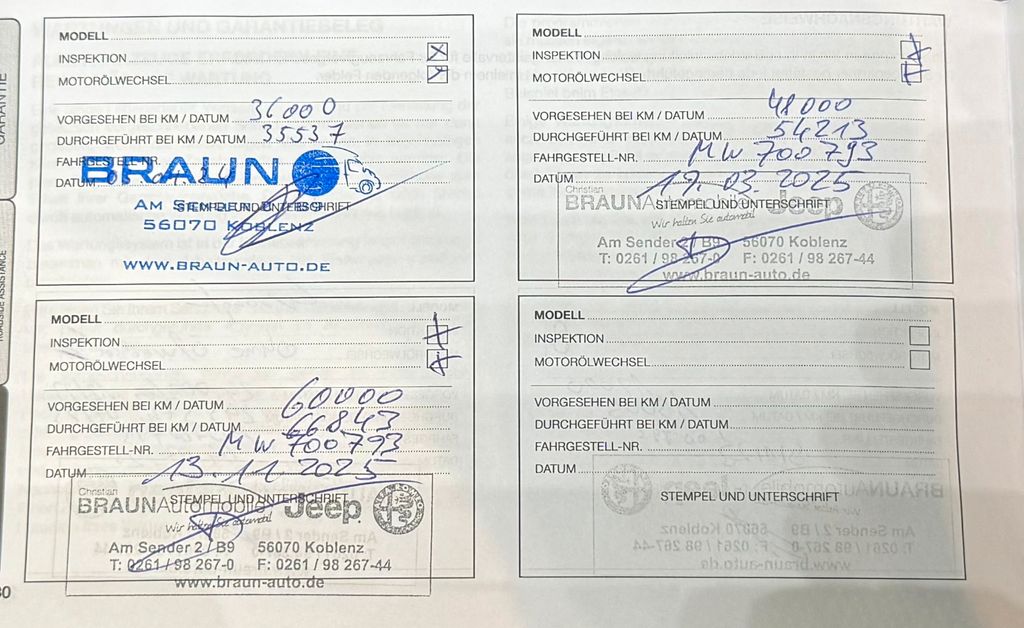 MODELL
INSPEKTION
MOTORÖLWECHSEL
VORGESEHEN BEI KM / DATUM 36000
DURCHGEFÜHRT BEI KM / DATUM 35537
FAHRGESTELL-NR.
DATUM
BRAUN
STEMPEL UND UNTERSCHRIFT
AM SENDER 2 / B9
56070 KOBLENZ
WWW.BRAUN-AUTO.DE
MODELL
INSPEKTION
MOTORÖLWECHSEL
VORGESEHEN BEI KM / DATUM 48000
DURCHGEFÜHRT BEI KM / DATUM 54213
FAHRGESTELL-NR. MW 700793
DATUM 17.03.2025
Christian
BRAUNAutomobile Jeep
STEMPEL UND UNTERSCHRIFT
Wir halten Sie automobil
Am Sender 2 / B9 56070 Koblenz
T: 0261 / 98 267-0 F: 0261 / 98 267-44
www.braun-auto.de
MODELL
INSPEKTION
MOTORÖLWECHSEL
VORGESEHEN BEI KM / DATUM 60000
DURCHGEFÜHRT BEI KM / DATUM 66843
FAHRGESTELL-NR. MW 700793
DATUM 13.11.2025
Christian
STEMPEL UND UNTERSCHRIFT
BRAUNAutomobile Jeep
Wir halten Sie automobil
Am Sender 2 / B9 56070 Koblenz
T: 0261 / 98 267-0 F: 0261 / 98 267-44
www.braun-auto.de
MODELL
INSPEKTION
MOTORÖLWECHSEL
VORGESEHEN BEI KM / DATUM
DURCHGEFÜHRT BEI KM / DATUM
FAHRGESTELL-NR.
DATUM
STEMPEL UND UNTERSCHRIFT
GARANTIE
ROADSIDE ASSISTANCE